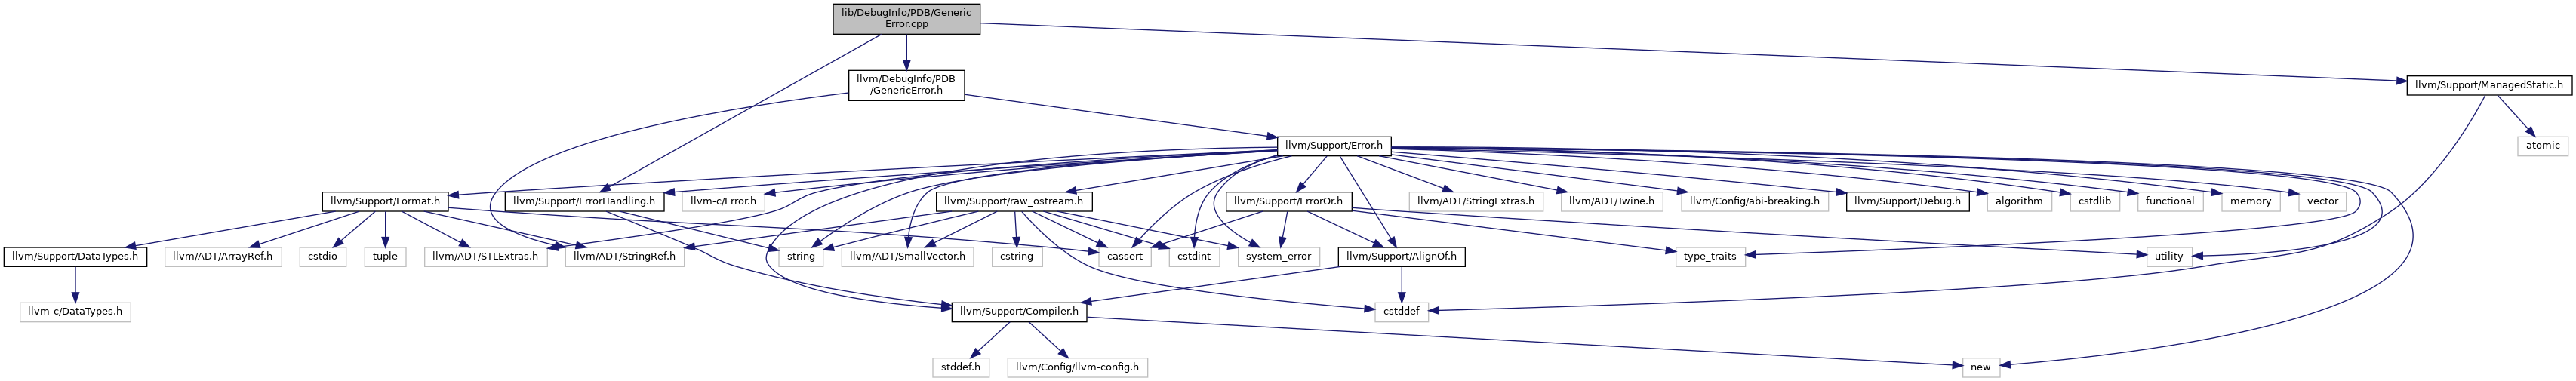 lib/DebugInfo/PDB/Generic
Error.cpp
llvm/DebugInfo/PDB
/GenericError.h
llvm/Support/ManagedStatic.h
llvm/Support/Error.h
atomic
llvm/Support/Format.h
llvm/Support/ErrorHandling.h
llvm-c/Error.h
llvm/Support/raw_ostream.h
llvm/Support/ErrorOr.h
llvm/ADT/StringExtras.h
llvm/ADT/Twine.h
llvm/Config/abi-breaking.h
llvm/Support/Debug.h
algorithm
cstdlib
functional
memory
vector
llvm/Support/DataTypes.h
llvm/ADT/ArrayRef.h
cstdio
tuple
llvm/ADT/STLExtras.h
llvm/ADT/StringRef.h
string
llvm/ADT/SmallVector.h
cstring
cassert
cstdint
system_error
llvm/Support/AlignOf.h
type_traits
utility
llvm-c/DataTypes.h
llvm/Support/Compiler.h
cstddef
stddef.h
llvm/Config/llvm-config.h
new